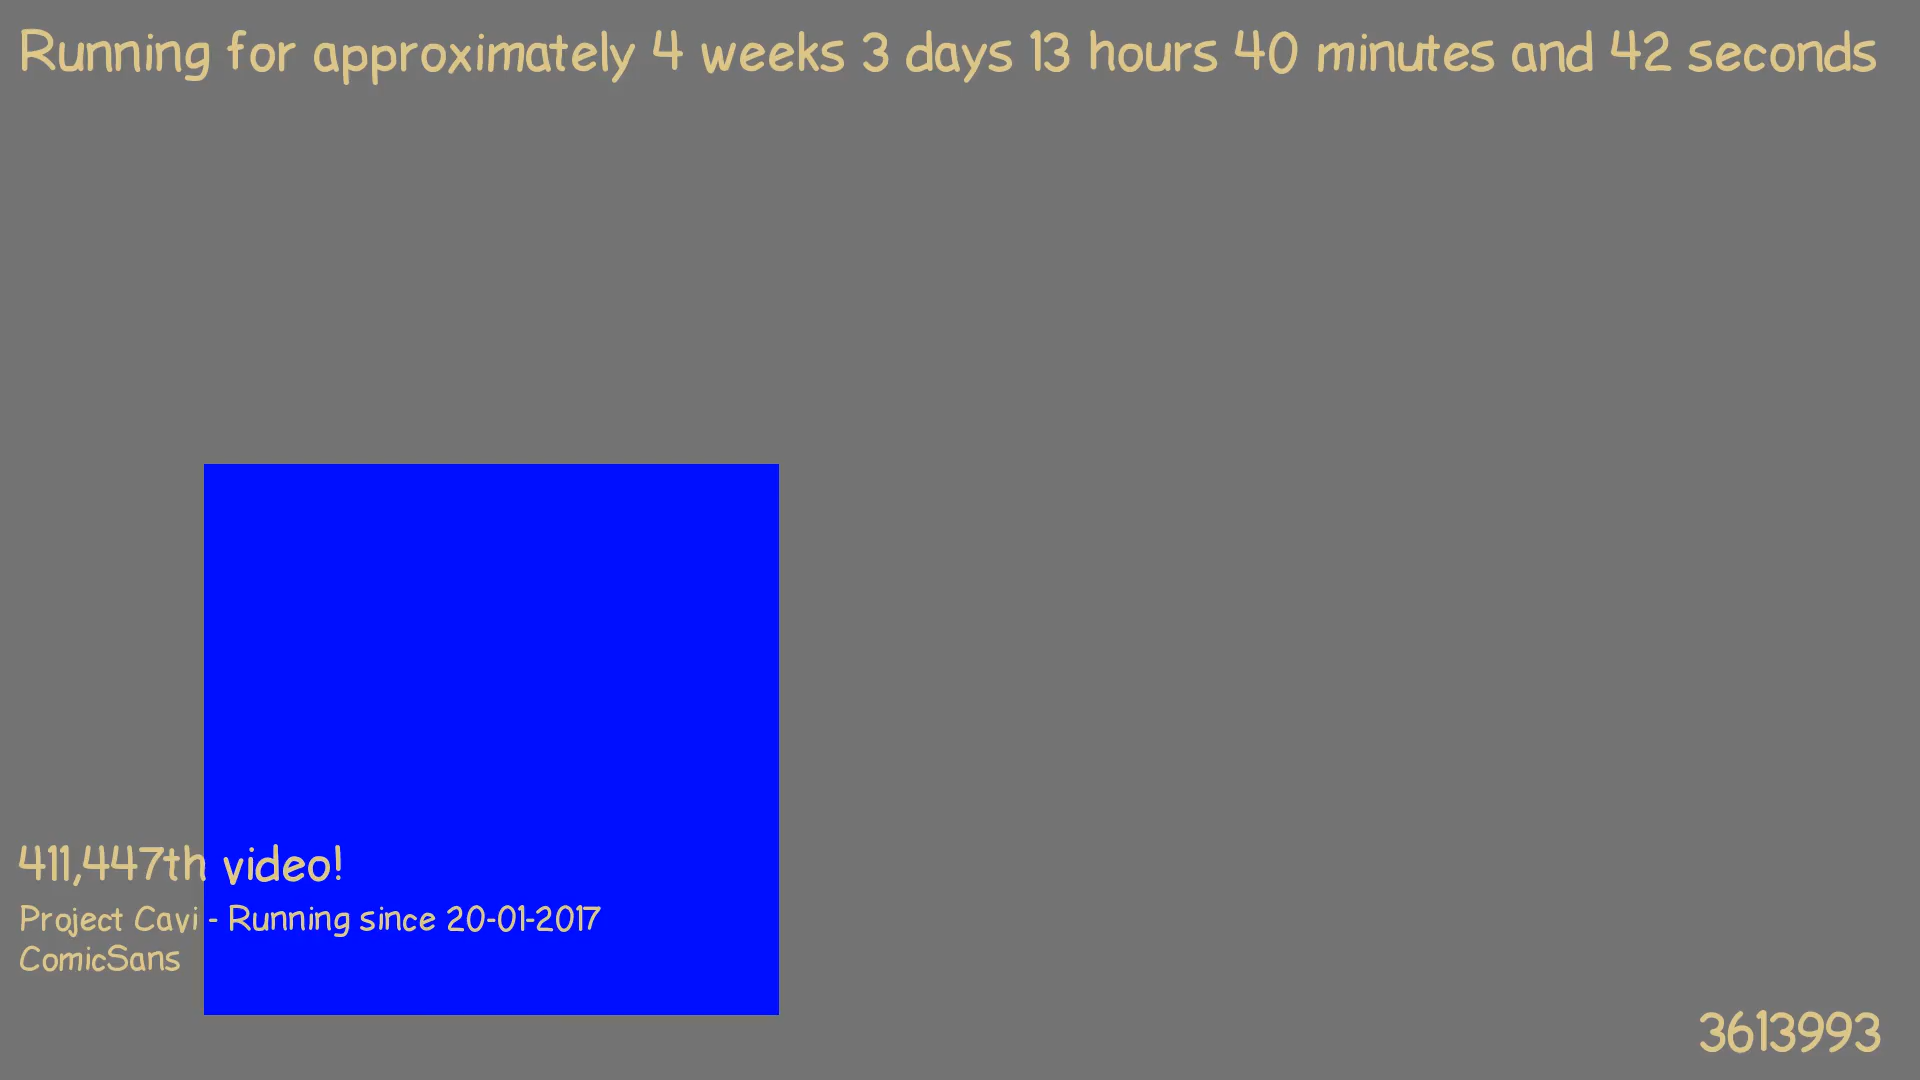 Running for approximately 4 weeks 3 days 13 hours 40 minutes and 42 seconds
411,447th video!
Project Cavi - Running since 20-01-2017
ComicSans
3613993